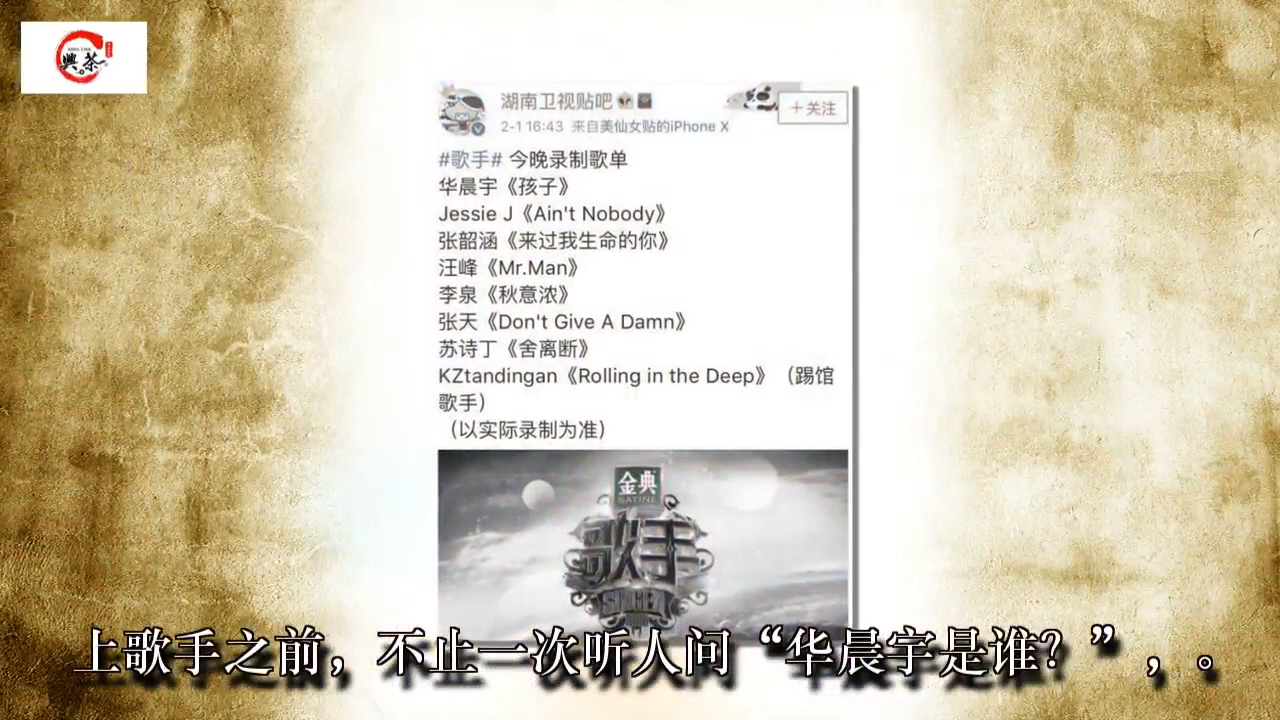 興茶
湖南卫视贴吧
+关注
2-1 16:43 来自美仙女贴的iPhone X
#歌手# 今晚录制歌单
华晨宇《孩子》
Jessie J《Ain't Nobody》
张韶涵《来过我生命的你》
汪峰《Mr.Man》
李泉《秋意浓》
张天《Don't Give A Damn》
苏诗丁《舍离断》
KZtandingan《Rolling in the Deep》（踢馆
歌手）
（以实际录制为准）
金典
SATINE
歌手
SINGER
上歌手之前，不止一次听人问“华晨宇是谁？”，。